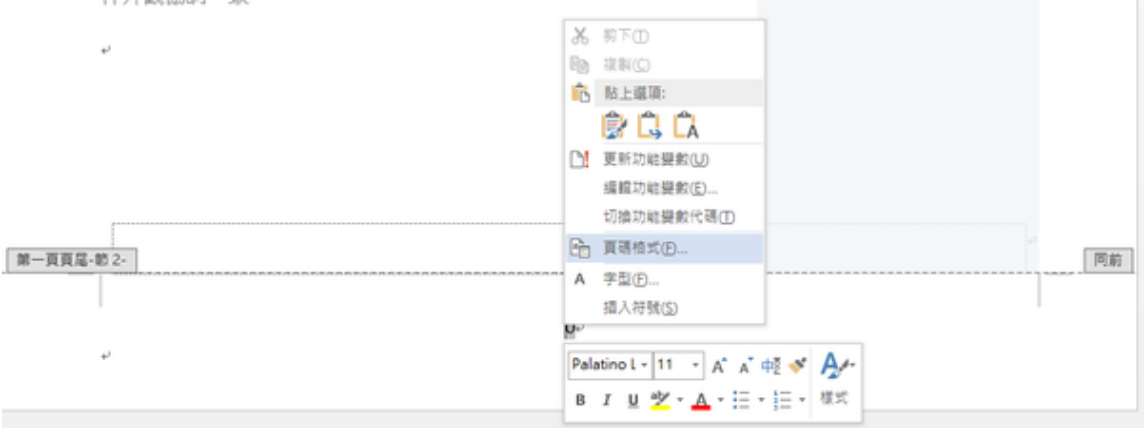 剪下(T)
複製(C)
貼上選項:
更新功能變數(U)
編輯功能變數(E)...
切換功能變數代碼(T)
第一頁頁尾-節 2-
頁碼格式(F)...
同前
字型(F)...
插入符號(S)
0
Palatino L
11
B I U
樣式